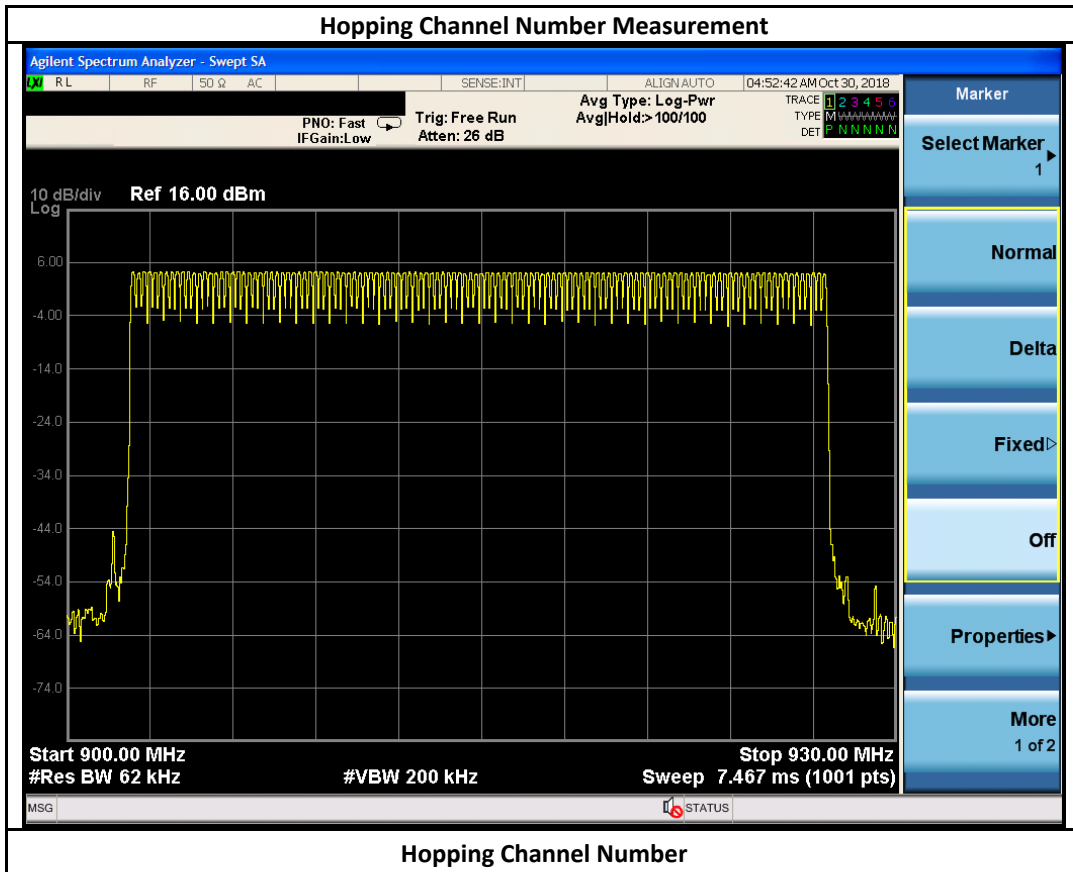 Hopping Channel Number Measurement
Agilent Spectrum Analyzer - Swept SA
LXI RL RF 50 Ω AC SENSE:INT ALIGN AUTO 04:52:42 AM Oct 30, 2018
PNO: Fast Trig: Free Run Avg Type: Log-Pwr TRACE 1 2 3 4 5 6
IFGain:Low Atten: 26 dB Avg|Hold:>100/100 TYPE M WWWWW
DET P N N N N N
10 dB/div Ref 16.00 dBm
Log
6.00
-4.00
-14.0
-24.0
-34.0
-44.0
-54.0
-64.0
-74.0
Start 900.00 MHz Stop 930.00 MHz
#Res BW 62 kHz #VBW 200 kHz Sweep 7.467 ms (1001 pts)
MSG STATUS
Marker
Select Marker
1
Normal
Delta
Fixed
Off
Properties
More
1 of 2
Hopping Channel Number